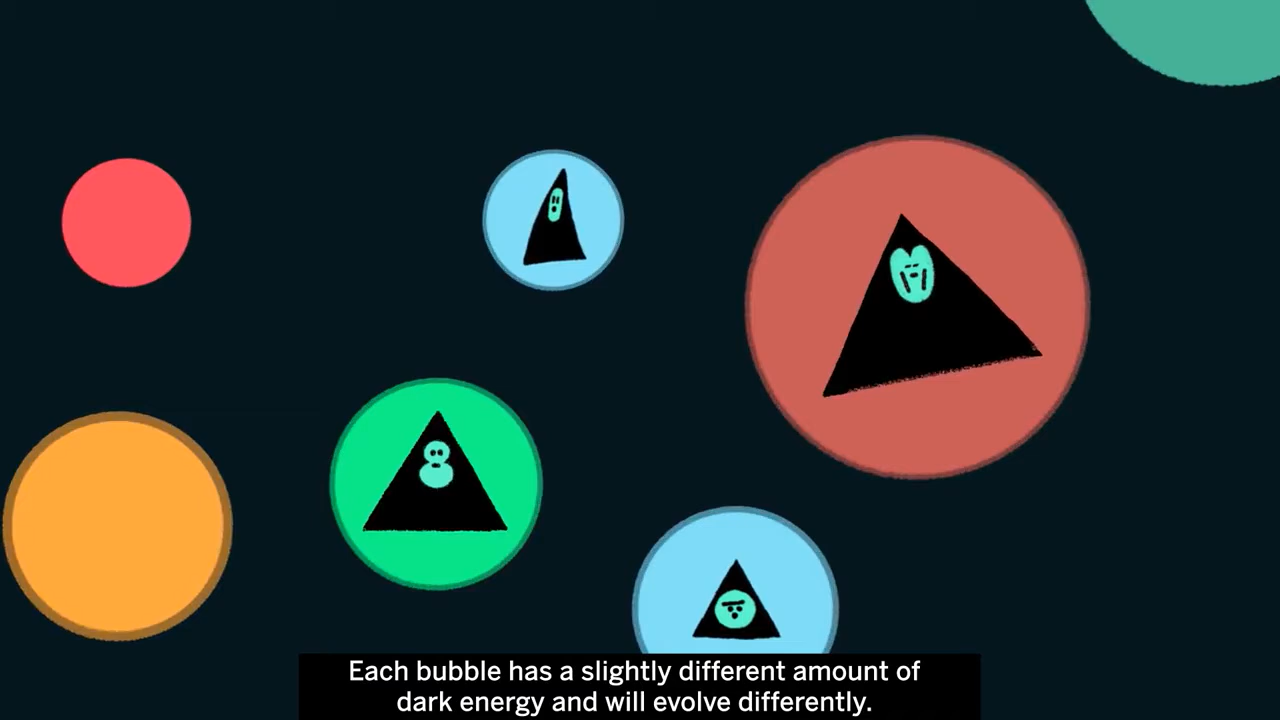 Each bubble has a slightly different amount of
dark energy and will evolve differently.